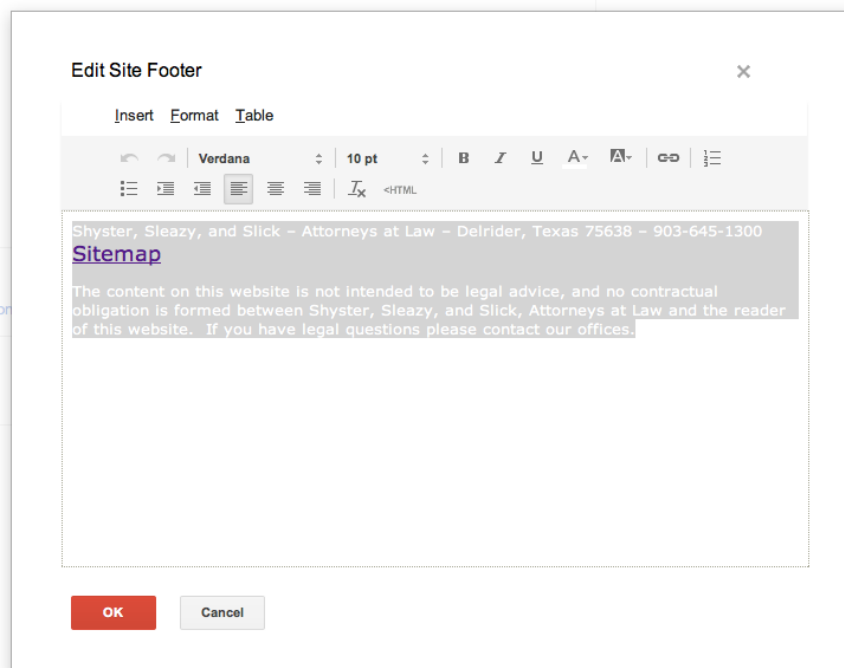 Edit Site Footer
×
Insert Format Table
Verdana 10 pt B I U A A
<HTML
Shyster, Sleazy, and Slick – Attorneys at Law – Delrider, Texas 75638 – 903-645-1300
Sitemap
The content on this website is not intended to be legal advice, and no contractual
obligation is formed between Shyster, Sleazy, and Slick, Attorneys at Law and the reader
of this website.  If you have legal questions please contact our offices.
OK Cancel